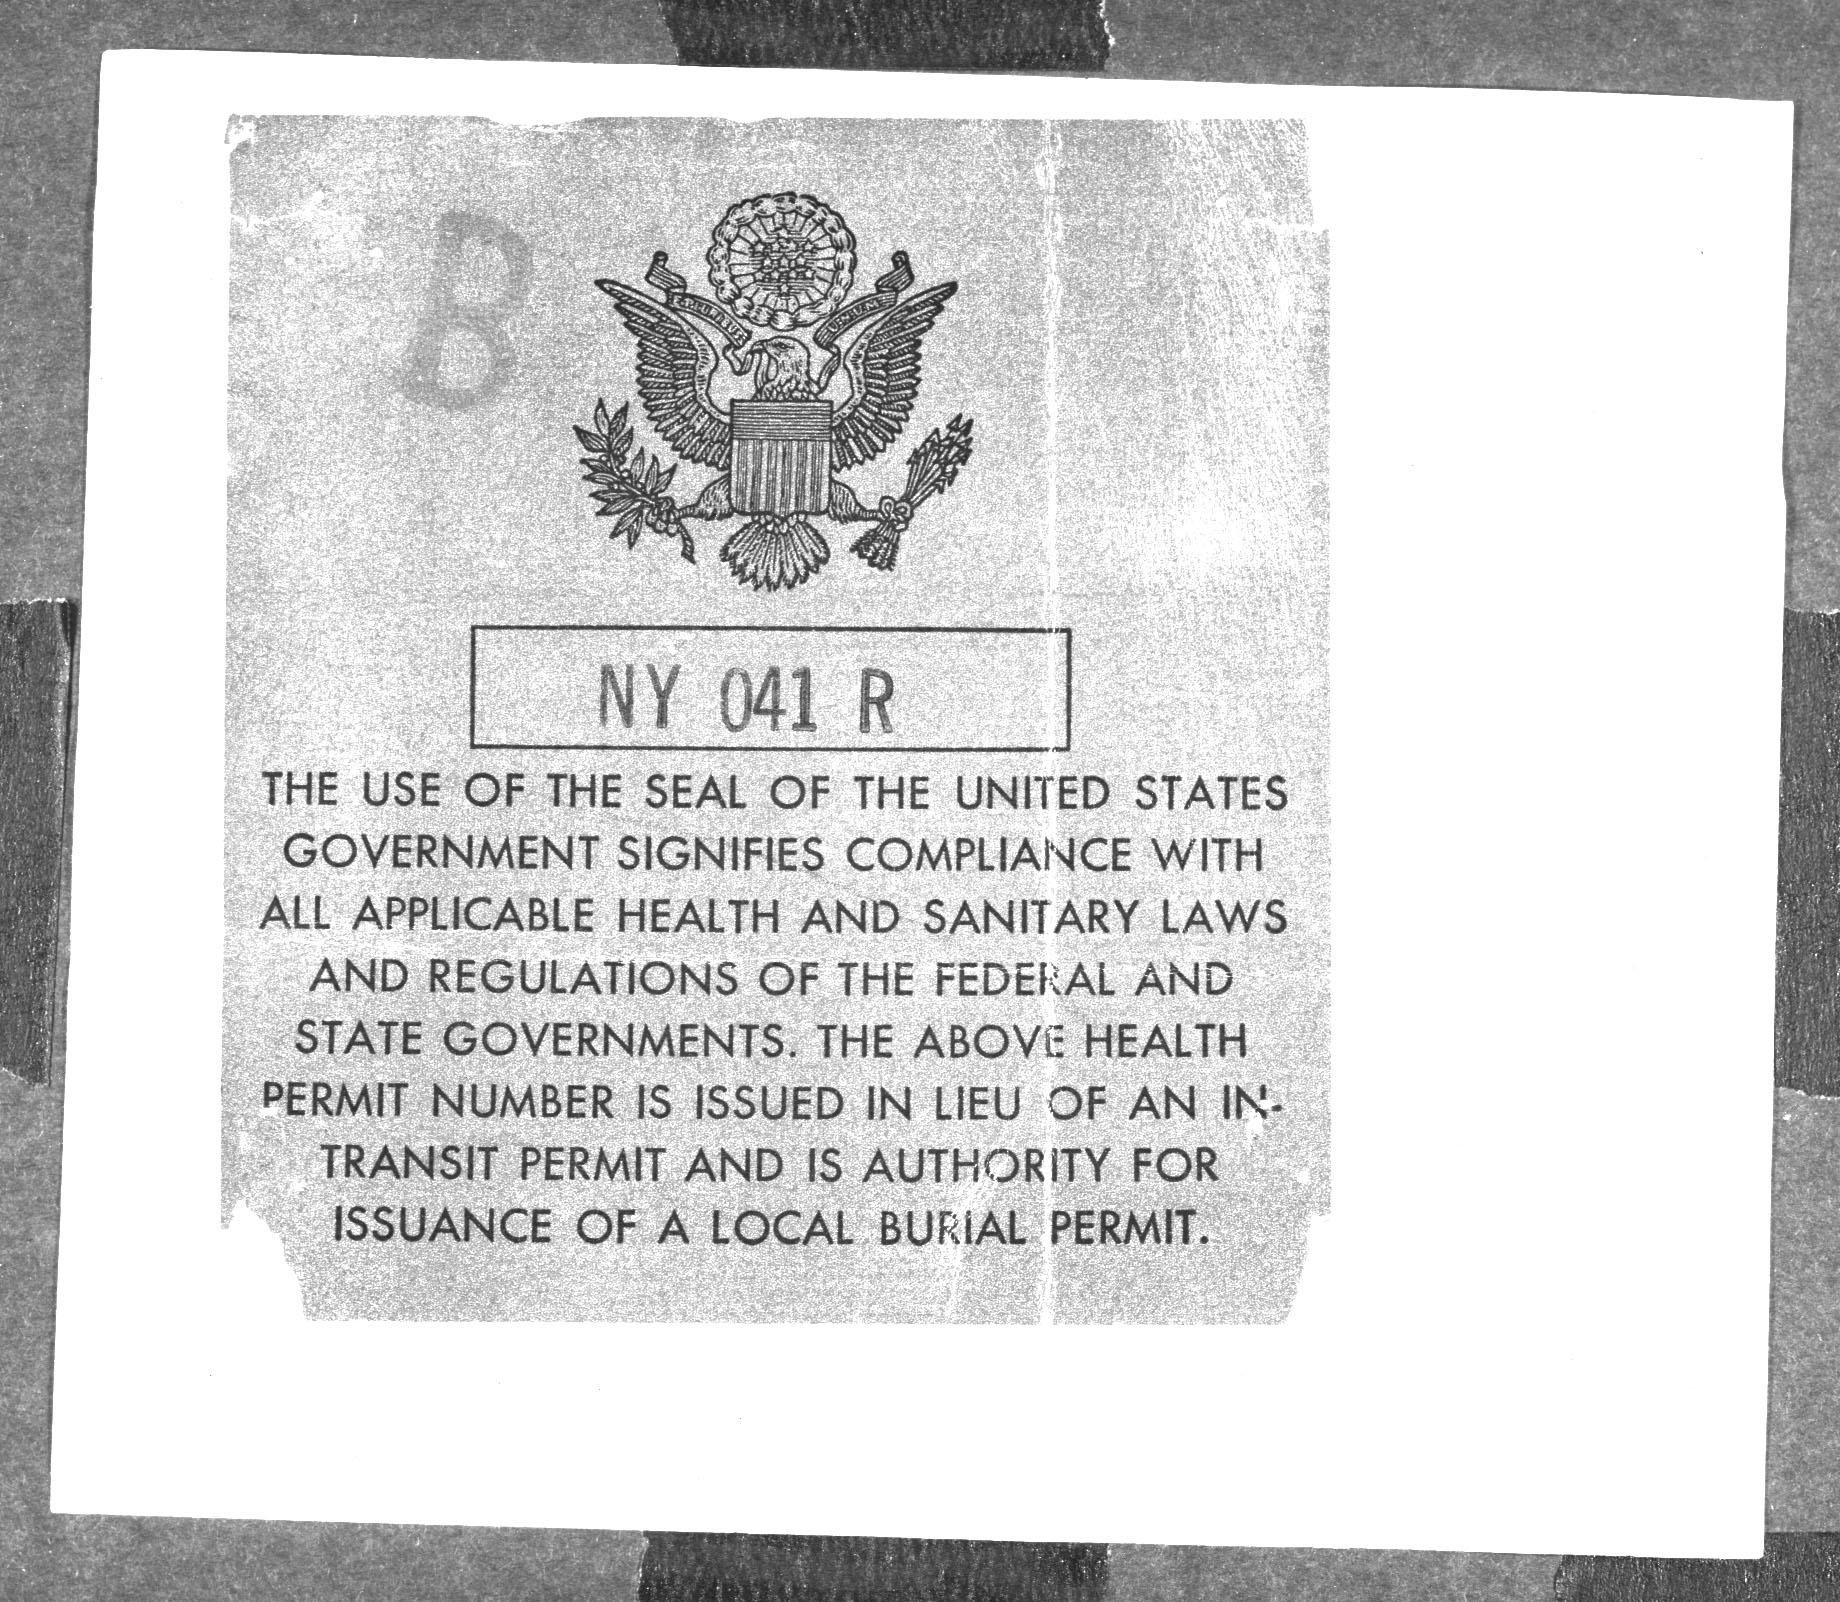 B
NY 041 R
THE USE OF THE SEAL OF THE UNITED STATES
GOVERNMENT SIGNIFIES COMPLIANCE WITH
ALL APPLICABLE HEALTH AND SANITARY LAWS
AND REGULATIONS OF THE FEDERAL AND
STATE GOVERNMENTS. THE ABOVE HEALTH
PERMIT NUMBER IS ISSUED IN LIEU OF AN IN-
TRANSIT PERMIT AND IS AUTHORITY FOR
ISSUANCE OF A LOCAL BURIAL PERMIT.